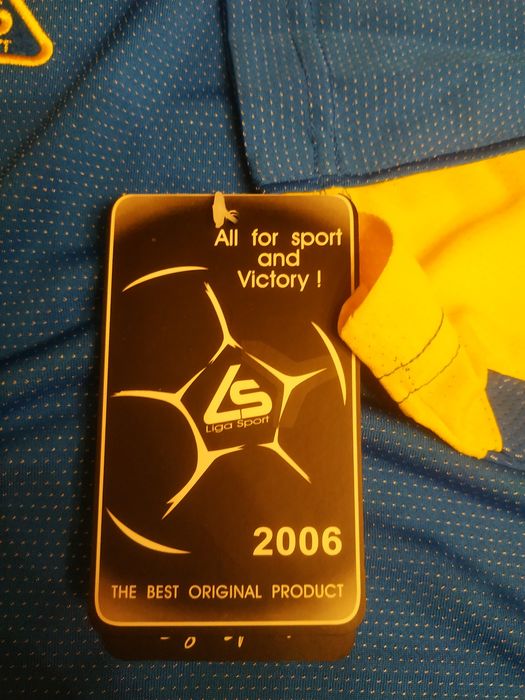 All for sport
and
Victory !
LS
Liga Sport
2006
THE BEST ORIGINAL PRODUCT